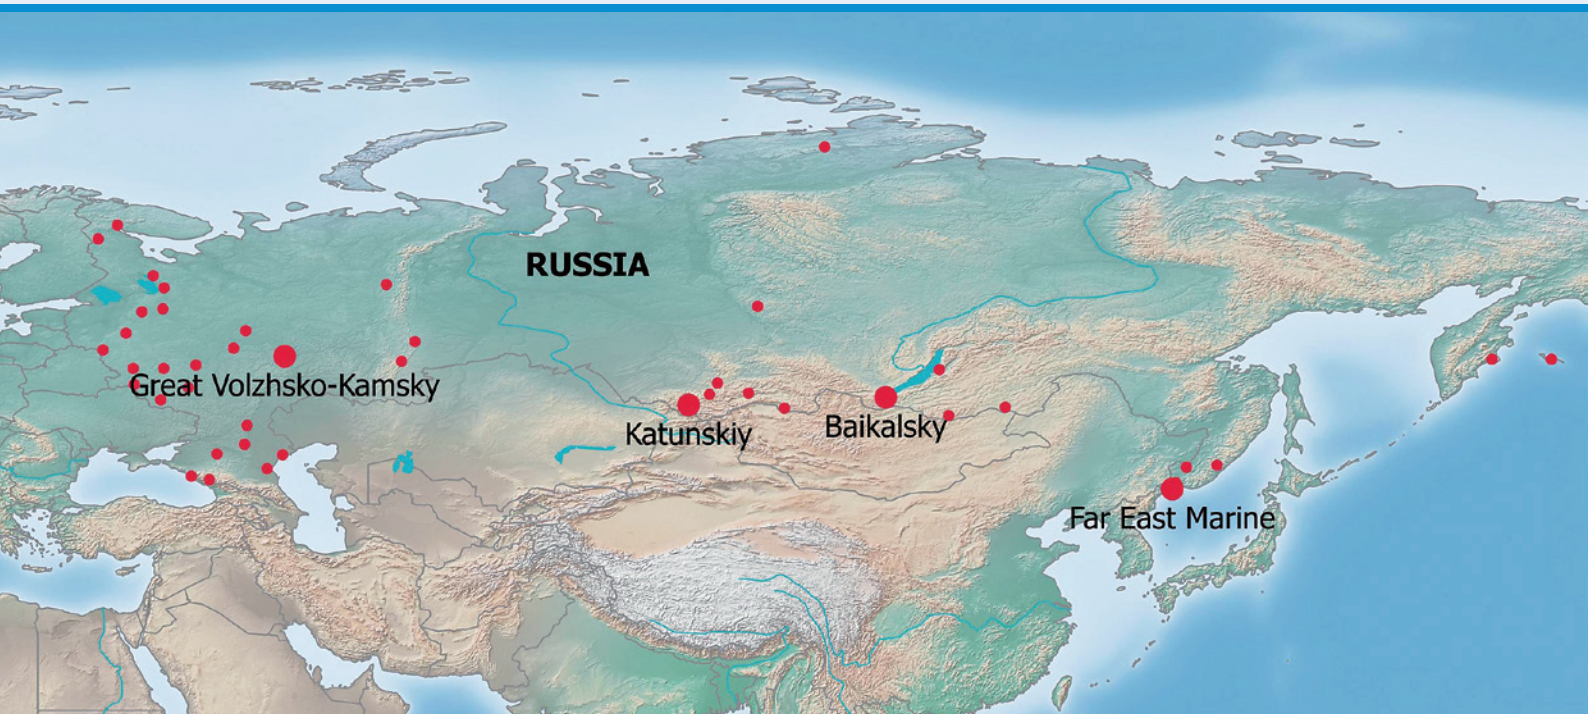 RUSSIA
Great Volzhsko-Kamsky
Katunskiy
Baikalsky
Far East Marine